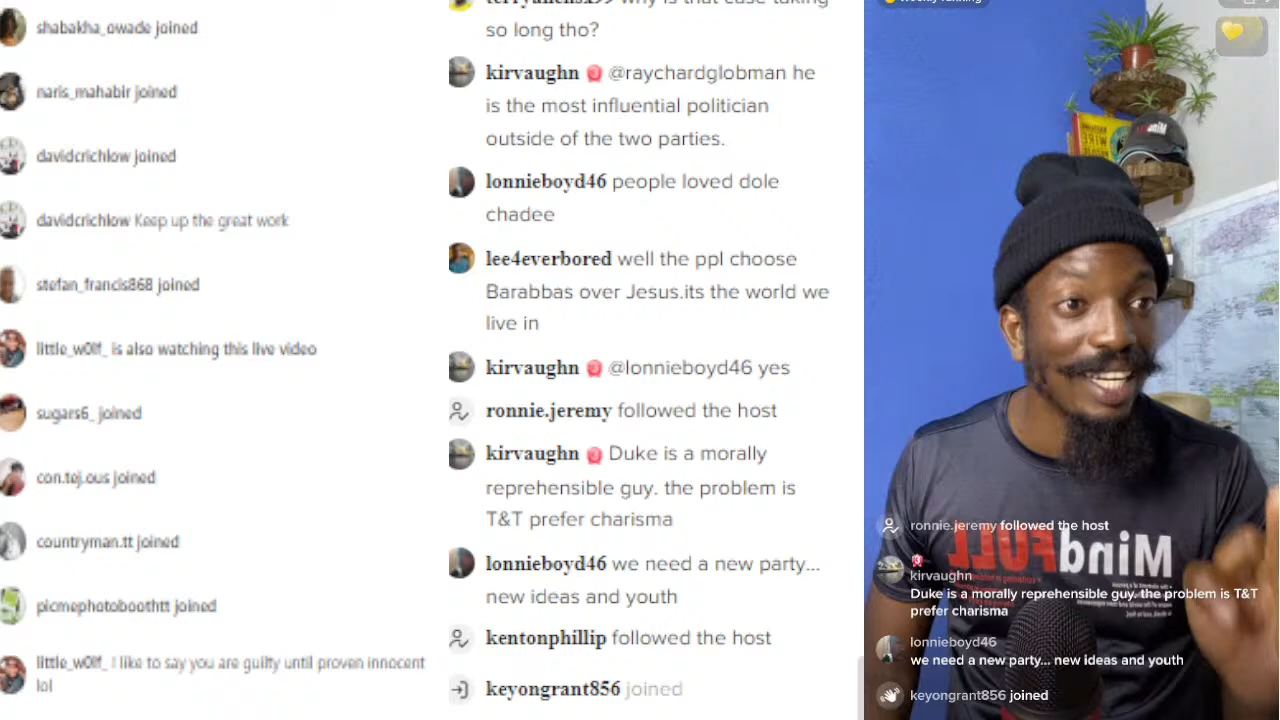 shabakha_owade joined
naris_mahabir joined
davidcrichlow joined
davidcrichlow Keep up the great work
stefan_francis868 joined
little_w0lf_ is also watching this live video
sugars6_ joined
con.tej.ous joined
countryman.tt joined
picmephotoboothtt joined
little_w0lf_ I like to say you are guilty until proven innocent
lol
why is that case taking
so long tho?
kirvaughn @raychardglobman he
is the most influential politician
outside of the two parties.
lonnieboyd46 people loved dole
chadee
lee4everbored well the ppl choose
Barabbas over Jesus.its the world we
live in
kirvaughn @lonnieboyd46 yes
ronnie.jeremy followed the host
kirvaughn Duke is a morally
reprehensible guy. the problem is
T&T prefer charisma
lonnieboyd46 we need a new party...
new ideas and youth
kentonphillip followed the host
keyongrant856 joined
MindFULL
ronnie.jeremy followed the host
kirvaughn
Duke is a morally reprehensible guy. the problem is T&T
prefer charisma
lonnieboyd46
we need a new party... new ideas and youth
keyongrant856 joined